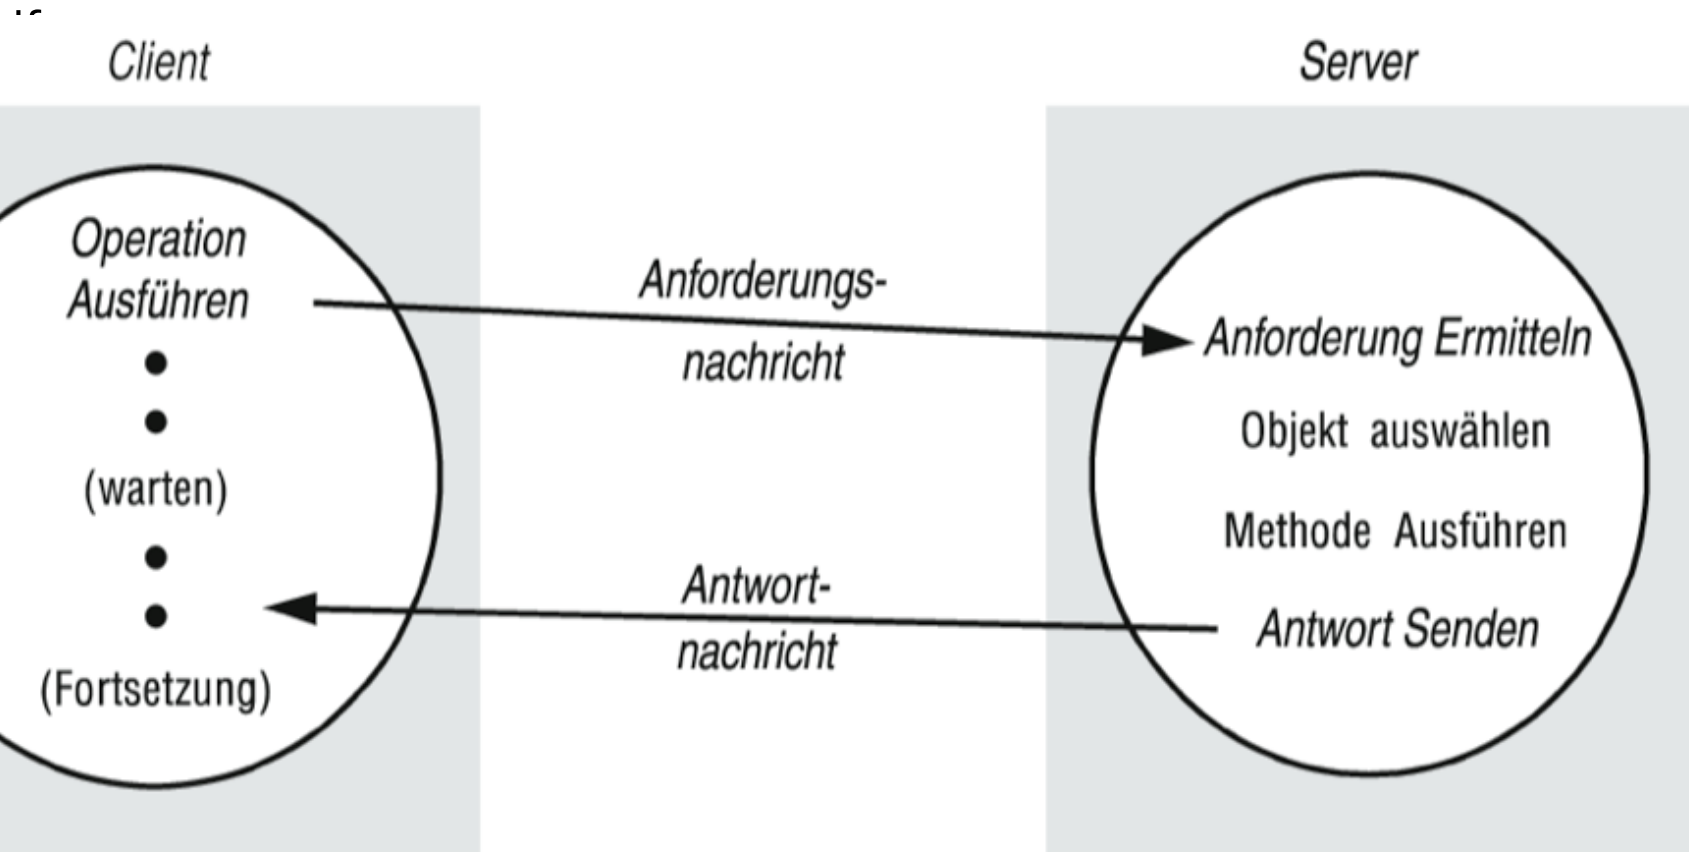 Client
Server
Operation
Ausführen
(warten)
(Fortsetzung)
Anforderungs-
nachricht
Antwort-
nachricht
Anforderung Ermitteln
Objekt auswählen
Methode Ausführen
Antwort Senden